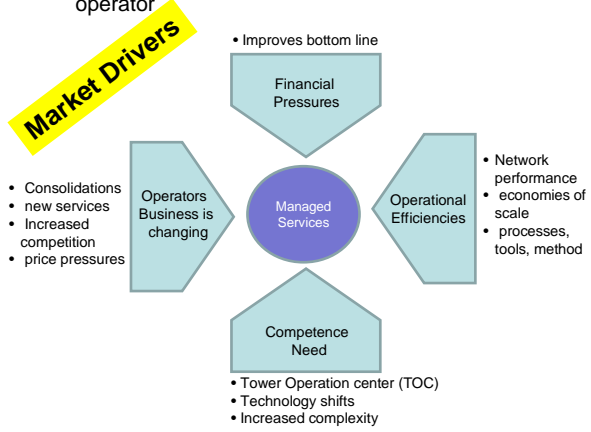 operator
Market Drivers
• Improves bottom line
Financial
Pressures
• Consolidations
• new services
• Increased
competition
• price pressures
Operators
Business is
changing
Managed
Services
Operational
Efficiencies
• Network
performance
• economies of
scale
• processes,
tools, method
Competence
Need
• Tower Operation center (TOC)
• Technology shifts
• Increased complexity